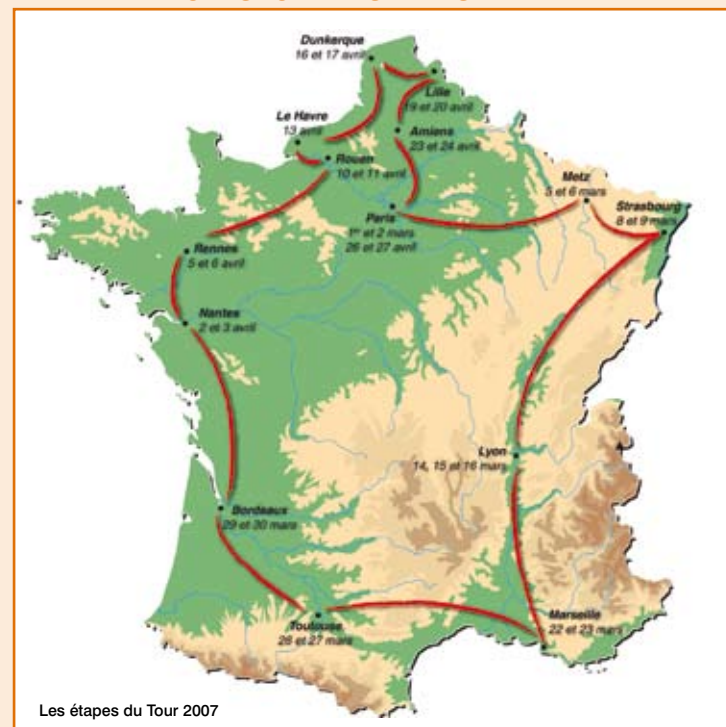 Dunkerque
16 et 17 avril
Lille
19 et 20 avril
Le Havre
13 avril
Amiens
23 et 24 avril
Rouen
10 et 11 avril
Metz
5 et 6 mars
Strasbourg
8 et 9 mars
Paris
1er et 2 mars
26 et 27 avril
Rennes
5 et 6 avril
Nantes
2 et 3 avril
Lyon
14, 15 et 16 mars
Bordeaux
29 et 30 mars
Marseille
22 et 23 mars
Toulouse
26 et 27 mars
Les étapes du Tour 2007